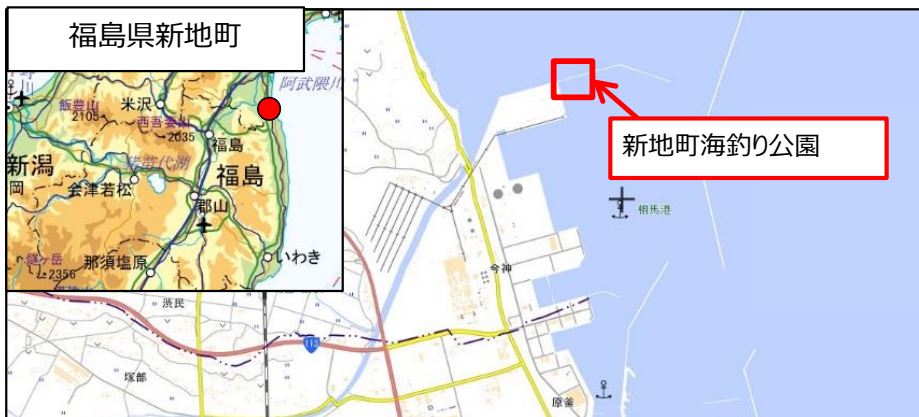 福島県新地町
阿武隈川
飯豊山
2105
米沢
西吾妻山
2035
福島
新潟
福島
猪苗代湖
会津若松
郡山
2356
那須塩原
いわき
新地町海釣り公園
相馬港
今神
渋民
113
塚部
原釜